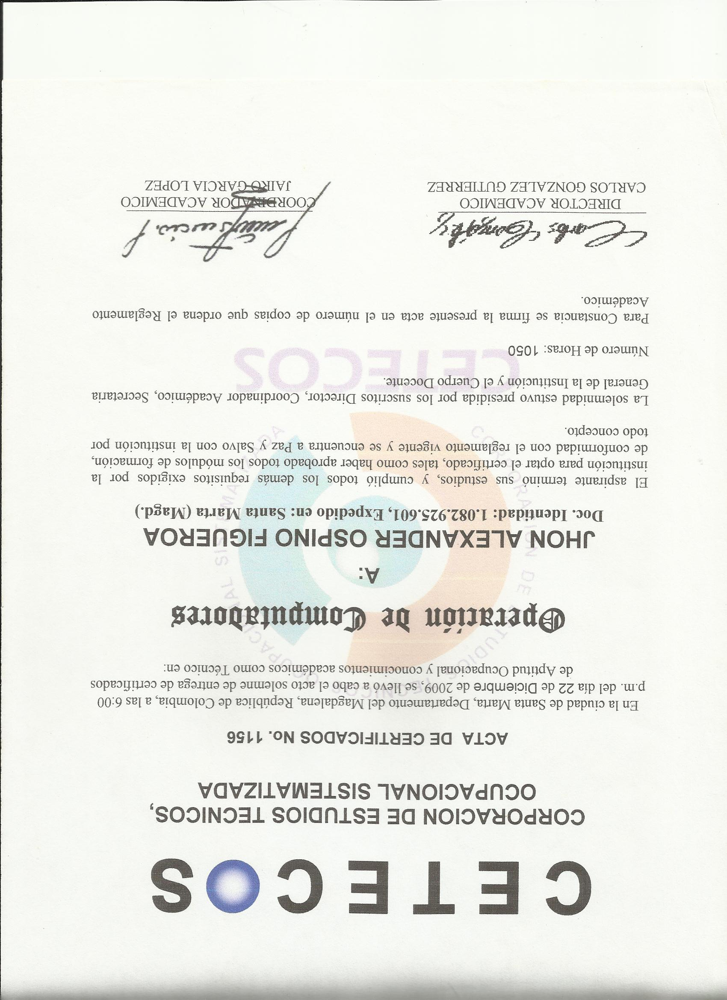 CETECOS
CORPORACION DE ESTUDIOS TECNICOS,
OCUPACIONAL SISTEMATIZADA
ACTA DE CERTIFICADOS No. 1156
En la ciudad de Santa Marta, Departamento del Magdalena, República de Colombia, a las 6:00
p.m. del día 22 de Diciembre de 2009, se llevó a cabo el acto solemne de entrega de certificados
de Aptitud Ocupacional y conocimientos académicos como Técnico en:
Operación de Computadores
A:
JHON ALEXANDER OSPINO FIGUEROA
Doc. Identidad: 1.082.925.601, Expedido en: Santa Marta (Magd.)
El aspirante terminó sus estudios, y cumplió todos los demás requisitos exigidos por la
institución para optar el certificado, tales como haber aprobado todos los módulos de formación,
de conformidad con el reglamento vigente y se encuentra a Paz y Salvo con la institución por
todo concepto.
La solemnidad estuvo presidida por los suscritos Director, Coordinador Académico, Secretaria
General de la Institución y el Cuerpo Docente.
Número de Horas: 1050
Para Constancia se firma la presente acta en el número de copias que ordena el Reglamento
Académico.
Carlos González
Jairo García L
DIRECTOR ACADEMICO
CARLOS GONZALEZ GUTIERREZ
COORDINADOR ACADEMICO
JAIRO GARCIA LOPEZ
CORPORACION DE ESTUDIOS TECNICOS OCUPACIONAL SISTEMATIZADA
CETECOS